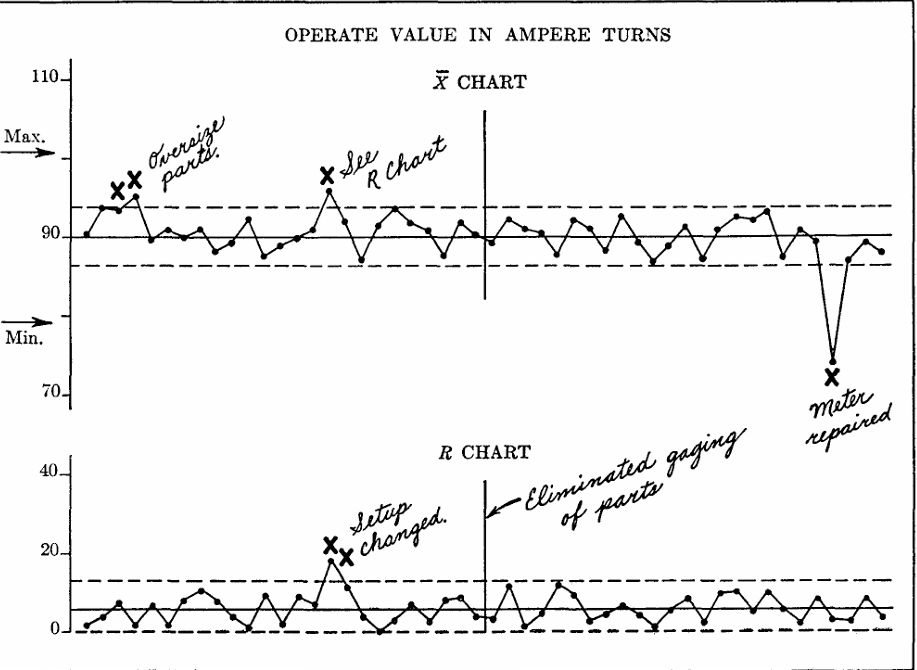 OPERATE VALUE IN AMPERE TURNS
X̄ CHART
110
Max.
90
Min.
70
Oversize
parts.
See
R Chart
Meter
repaired
R CHART
40
20
0
Setup
changed.
Eliminated gaging
of parts
X X
X
X
X X